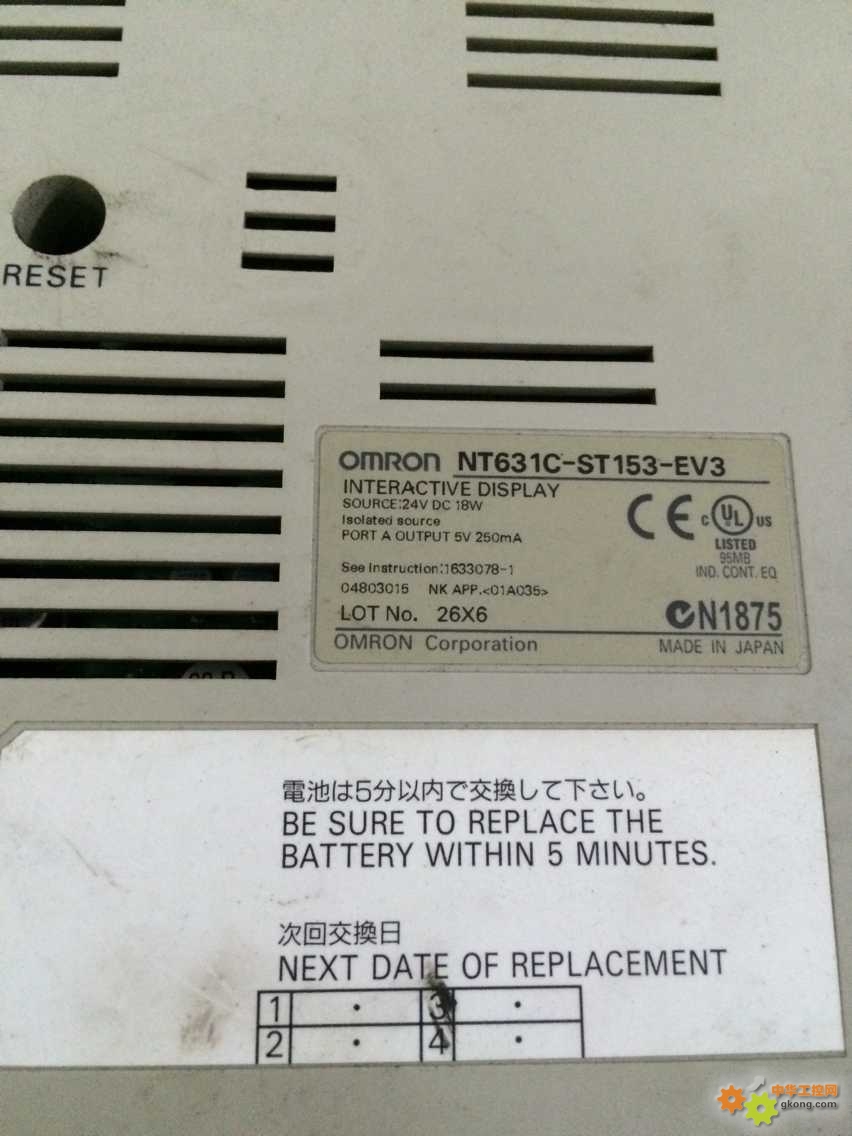 RESET
OMRON NT631C-ST153-EV3
INTERACTIVE DISPLAY
SOURCE:24V DC 18W
Isolated source
PORT A OUTPUT 5V 250mA
See Instruction:1633078-1
04803015 NK APP.<01A035>
LOT No. 26X6
OMRON Corporation
CE
C UL US
LISTED
95MB
IND. CONT. EQ
N1875
MADE IN JAPAN
電池は5分以内で交換して下さい。
BE SURE TO REPLACE THE
BATTERY WITHIN 5 MINUTES.
次回交換日
NEXT DATE OF REPLACEMENT
1 · 3 ·
2 · 4 ·
中华工控网
gkong.com